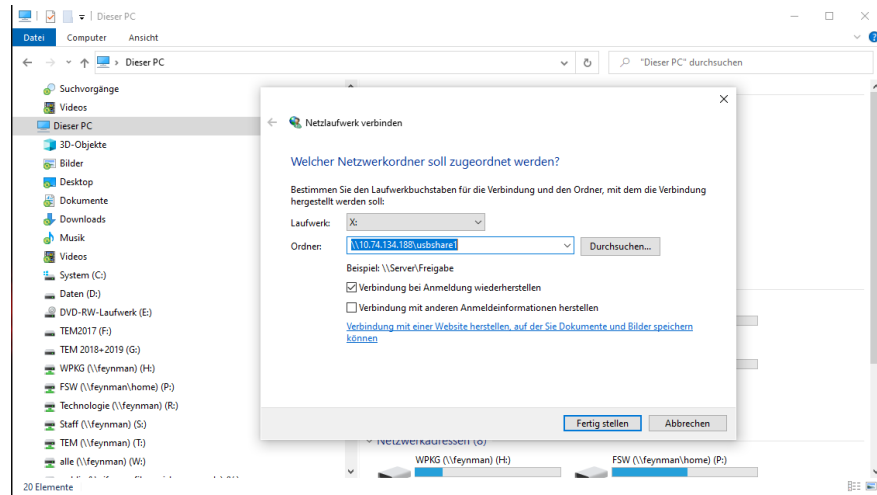 Dieser PC
Datei Computer Ansicht
Dieser PC
"Dieser PC" durchsuchen
Suchvorgänge
Videos
Dieser PC
3D-Objekte
Bilder
Desktop
Dokumente
Downloads
Musik
Videos
System (C:)
Daten (D:)
DVD-RW-Laufwerk (E:)
TEM2017 (F:)
TEM 2018+2019 (G:)
WPKG (\\feynman) (H:)
FSW (\\feynman\home) (P:)
Technologie (\\feynman) (R:)
Staff (\\feynman) (S:)
TEM (\\feynman) (T:)
alle (\\feynman) (W:)
Netzlaufwerk verbinden
Welcher Netzwerkordner soll zugeordnet werden?
Bestimmen Sie den Laufwerkbuchstaben für die Verbindung und den Ordner, mit dem die Verbindung
hergestellt werden soll:
Laufwerk: X:
Ordner: \\10.74.134.188\usbshare1 Durchsuchen...
Beispiel: \\Server\Freigabe
Verbindung bei Anmeldung wiederherstellen
Verbindung mit anderen Anmeldeinformationen herstellen
Verbindung mit einer Website herstellen, auf der Sie Dokumente und Bilder speichern
können
Fertig stellen Abbrechen
Netzwerkadressen (8)
WPKG (\\feynman) (H:) FSW (\\feynman\home) (P:)
20 Elemente